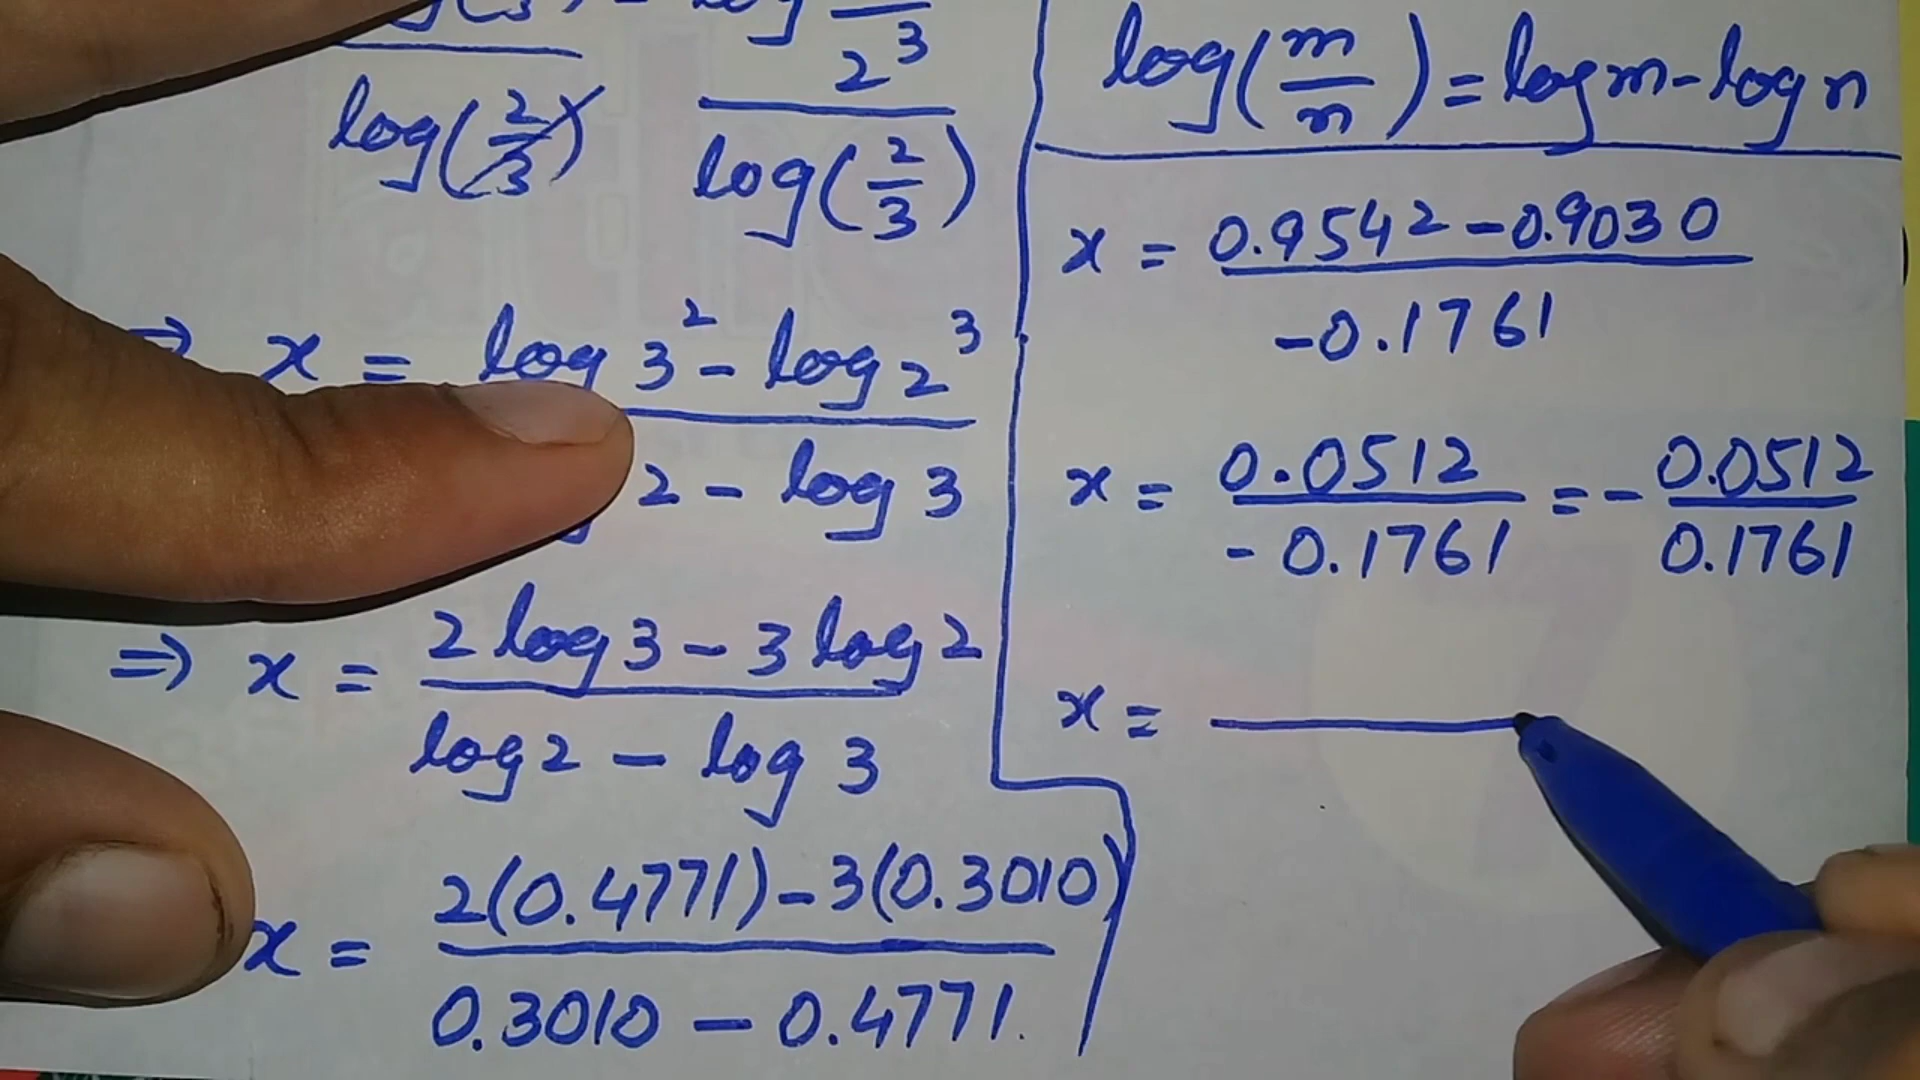 2^3
log(2/3) log(2/3)
x = log 3^2 - log 2^3
2 - log 3
⇒ x = 2 log 3 - 3 log 2
log 2 - log 3
x = 2(0.4771) - 3(0.3010)
0.3010 - 0.4771.
log(m/n) = log m - log n
x = 0.9542 - 0.9030
-0.1761
x = 0.0512 = - 0.0512
-0.1761 0.1761
x =